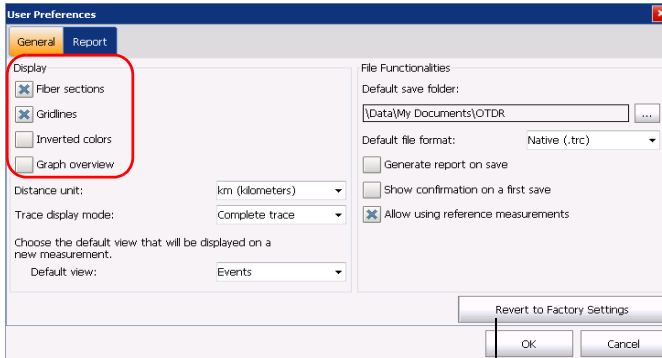 User Preferences
General Report
Display
Fiber sections
Gridlines
Inverted colors
Graph overview
Distance unit: km (kilometers)
Trace display mode: Complete trace
Choose the default view that will be displayed on a
new measurement.
Default view: Events
File Functionalities
Default save folder:
\Data\My Documents\OTDR
...
Default file format: Native (.trc)
Generate report on save
Show confirmation on a first save
Allow using reference measurements
Revert to Factory Settings
OK Cancel